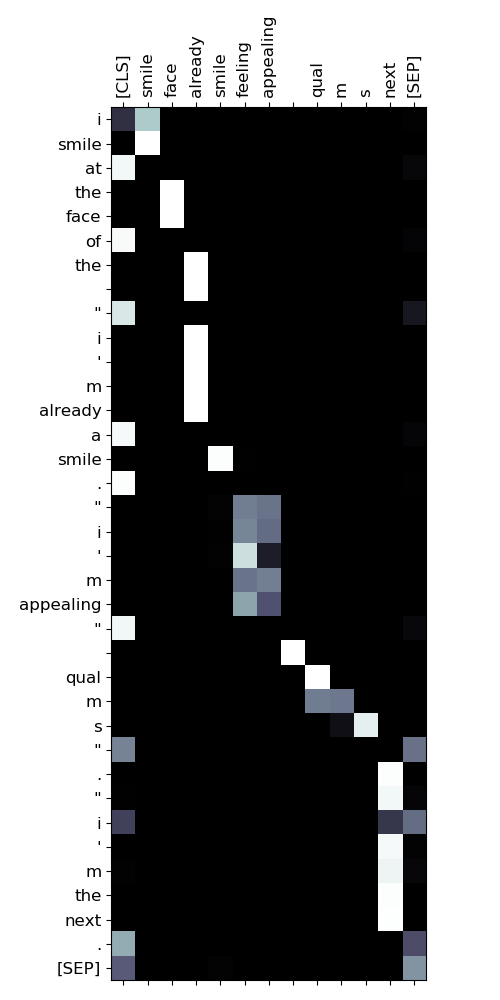 [CLS]
smile
face
already
smile
feeling
appealing
qual
m
s
next
[SEP]
i
smile
at
the
face
of
the
"
i
'
m
already
a
smile
.
"
i
'
m
appealing
"
qual
m
s
"
.
"
i
'
m
the
next
.
[SEP]